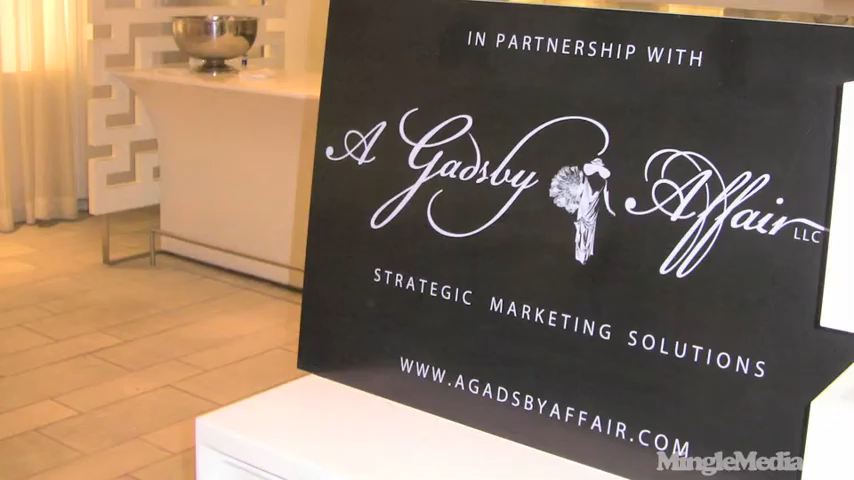 IN PARTNERSHIP WITH
A Gadsby Affair LLC
STRATEGIC MARKETING SOLUTIONS
WWW.AGADSBYAFFAIR.COM
MingleMedia